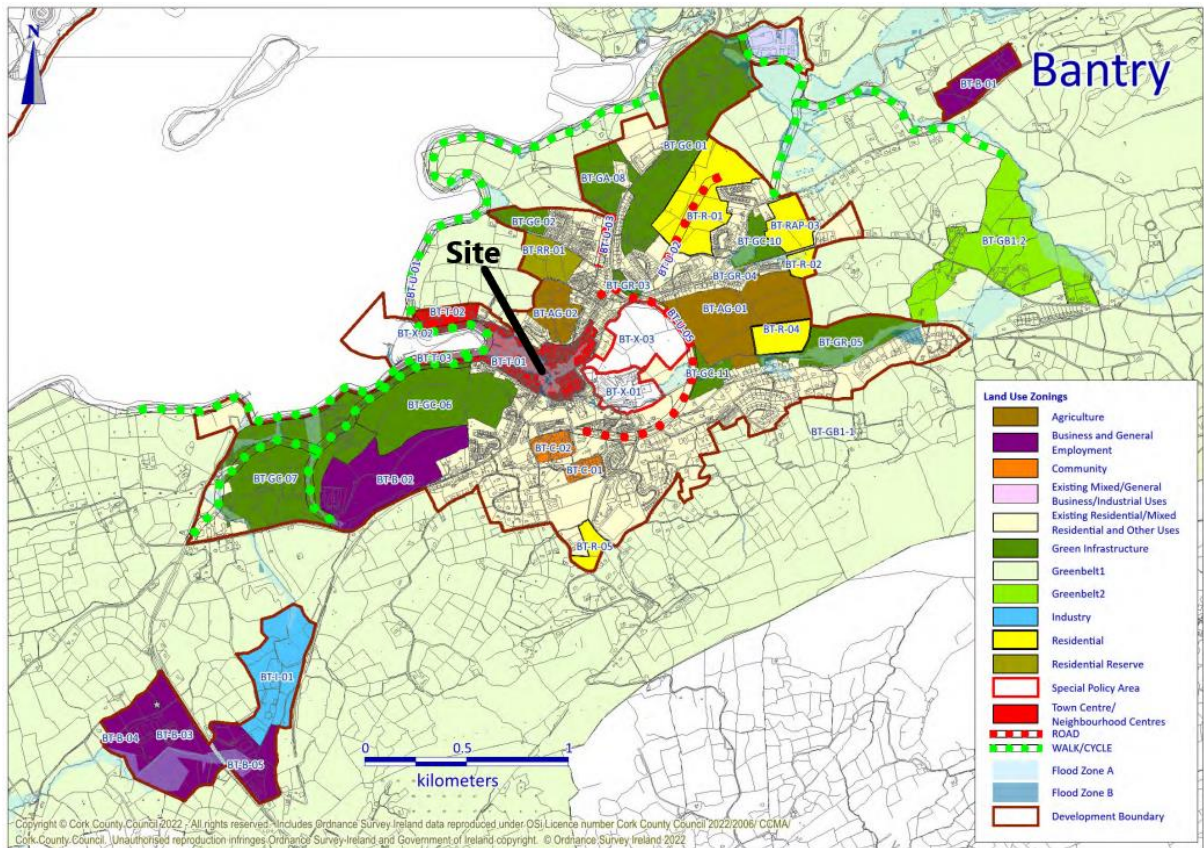 N
Bantry
BT-B-01
BT-GC-01
BT-GA-08
BT-R-01
BT-RAP-03
BT-GC-10
BT-GB1-2
BT-GC-02
BT-U-03
BT-RR-01
BT-U-02
BT-R-02
Site
BT-GR-04
BT-U-01
BT-GR-03
BT-AG-02
BT-AG-01
BT-U-05
BT-T-02
BT-X-02
BT-X-03
BT-R-04
BT-T-01
BT-T-03
BT-GR-05
BT-GC-11
BT-X-01
BT-GC-06
BT-GB1-1
BT-C-02
BT-C-01
BT-GC-07
BT-B-02
BT-R-05
BT-I-01
BT-B-04
BT-B-03
BT-B-05
Land Use Zonings
Agriculture
Business and General
Employment
Community
Existing Mixed/General
Business/Industrial Uses
Existing Residential/Mixed
Residential and Other Uses
Green Infrastructure
Greenbelt1
Greenbelt2
Industry
Residential
Residential Reserve
Special Policy Area
Town Centre/
Neighbourhood Centres
ROAD
WALK/CYCLE
Flood Zone A
Flood Zone B
Development Boundary
0 0.5 1
kilometers
Copyright © Cork County Council 2022 - All rights reserved. Includes Ordnance Survey Ireland data reproduced under OSi Licence number Cork County Council 2022/2006/ CCMA/
Cork County Council. Unauthorised reproduction infringes Ordnance Survey Ireland and Government of Ireland copyright. © Ordnance Survey Ireland 2022